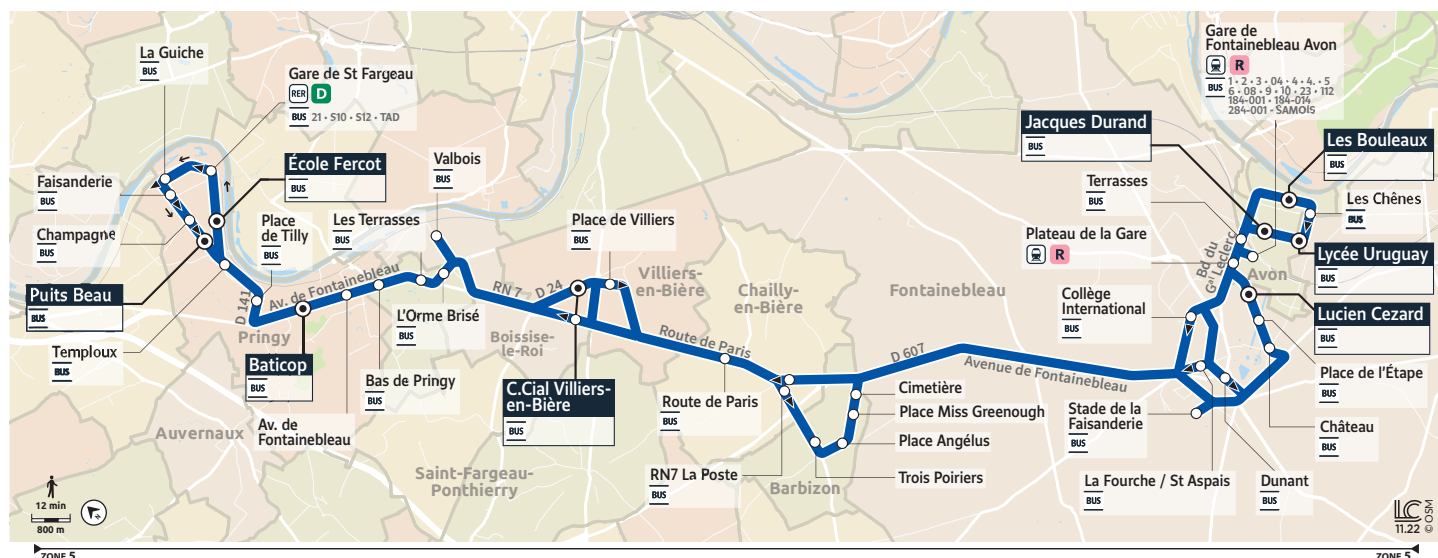 La Guiche
BUS
Gare de St Fargeau
RER D
BUS 21 • S10 • S12 • TAD
École Fercot
BUS
Faisanderie
BUS
Champagne
BUS
Puits Beau
BUS
Temploux
BUS
Place
de Tilly
BUS
D 141
Pringy
Av. de Fontainebleau
Baticop
BUS
Les Terrasses
BUS
Av. de
Fontainebleau
Bas de Pringy
BUS
Valbois
BUS
L'Orme Brisé
BUS
RN 7
D 24
Boissise-
le-Roi
Place de Villiers
BUS
Villiers-
en-Bière
C.Cial Villiers-
en-Bière
BUS
Route de Paris
Route de Paris
BUS
Chailly-
en-Bière
RN7 La Poste
BUS
Barbizon
Cimetière
Place Miss Greenough
Place Angélus
Trois Poiriers
D 607
Avenue de Fontainebleau
Fontainebleau
Auvernaux
Saint-Fargeau-
Ponthierry
Gare de
Fontainebleau Avon
R
1 • 2 • 3 • 04 • 4 • 4. • 5
6 • 08 • 9 • 10 • 23 • 112
184-001 • 184-014
284-001 - SAMOIS
Jacques Durand
BUS
Les Bouleaux
BUS
Terrasses
BUS
Les Chênes
BUS
Plateau de la Gare
R
Bd du
Gal Leclerc
Avon
Lycée Uruguay
BUS
Collège
International
BUS
Lucien Cezard
BUS
Place de l'Étape
BUS
Château
BUS
Stade de la
Faisanderie
BUS
La Fourche / St Aspais
BUS
Dunant
BUS
12 min
800 m
LC
11.22
© OSM
ZONE 5
ZONE 5